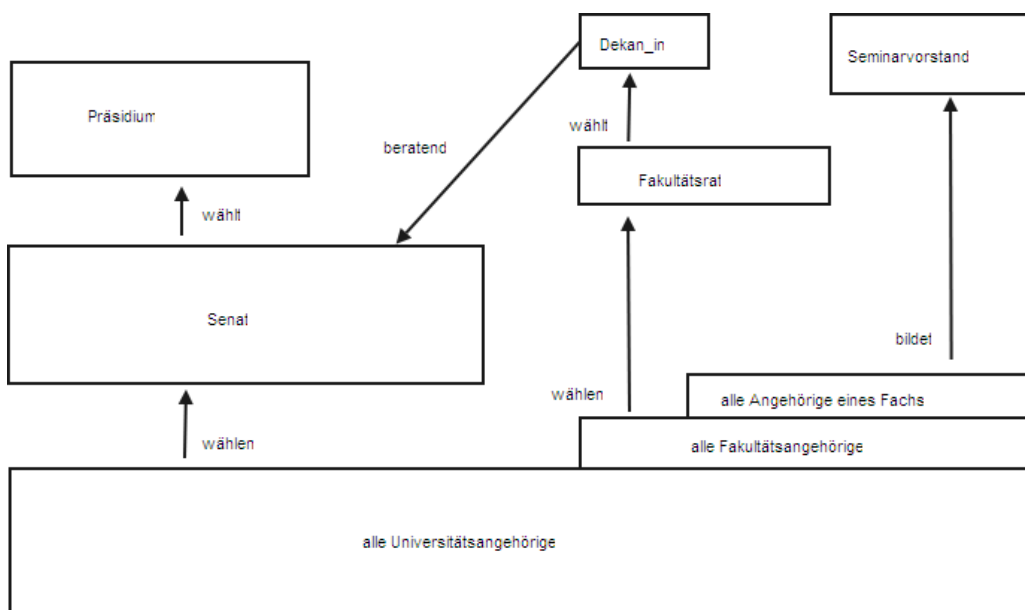 Dekan_in
Seminarvorstand
Präsidium
wählt
beratend
Fakultätsrat
wählt
Senat
bildet
wählen
alle Angehörige eines Fachs
wählen
alle Fakultätsangehörige
alle Universitätsangehörige